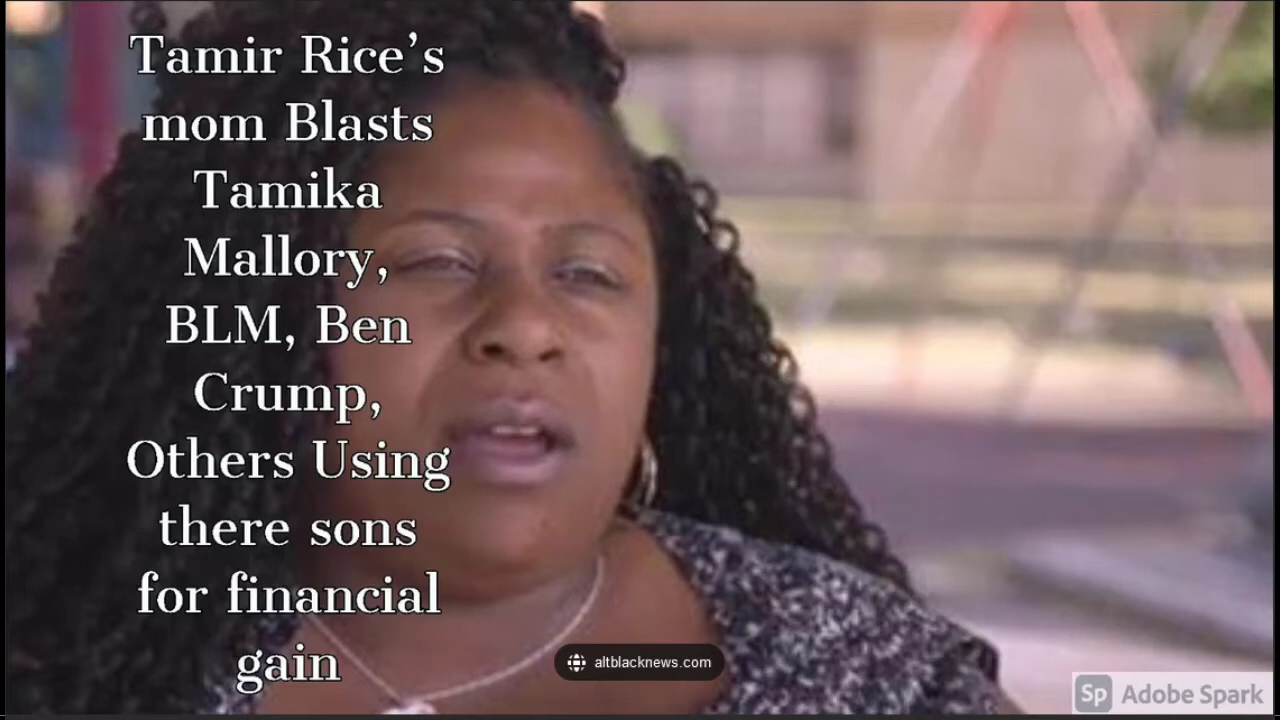 Tamir Rice's
mom Blasts
Tamika
Mallory,
BLM, Ben
Crump,
Others Using
there sons
for financial
gain
altblacknews.com
Sp Adobe Spark